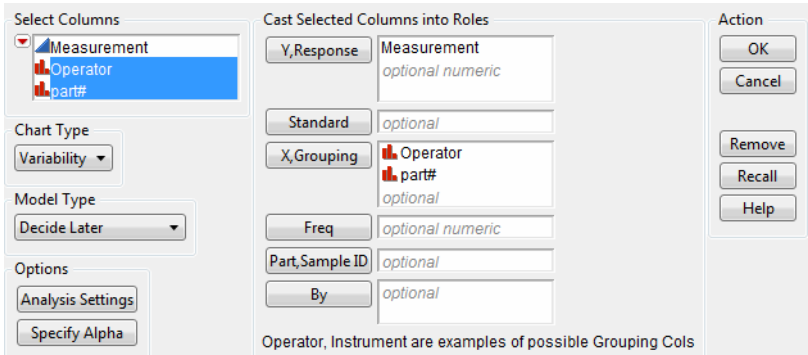 Select Columns
Measurement
Operator
part#
Chart Type
Variability
Model Type
Decide Later
Options
Analysis Settings
Specify Alpha
Cast Selected Columns into Roles
Y,Response
Measurement
optional numeric
Standard
optional
X,Grouping
Operator
part#
optional
Freq
optional numeric
Part,Sample ID
optional
By
optional
Operator, Instrument are examples of possible Grouping Cols
Action
OK
Cancel
Remove
Recall
Help